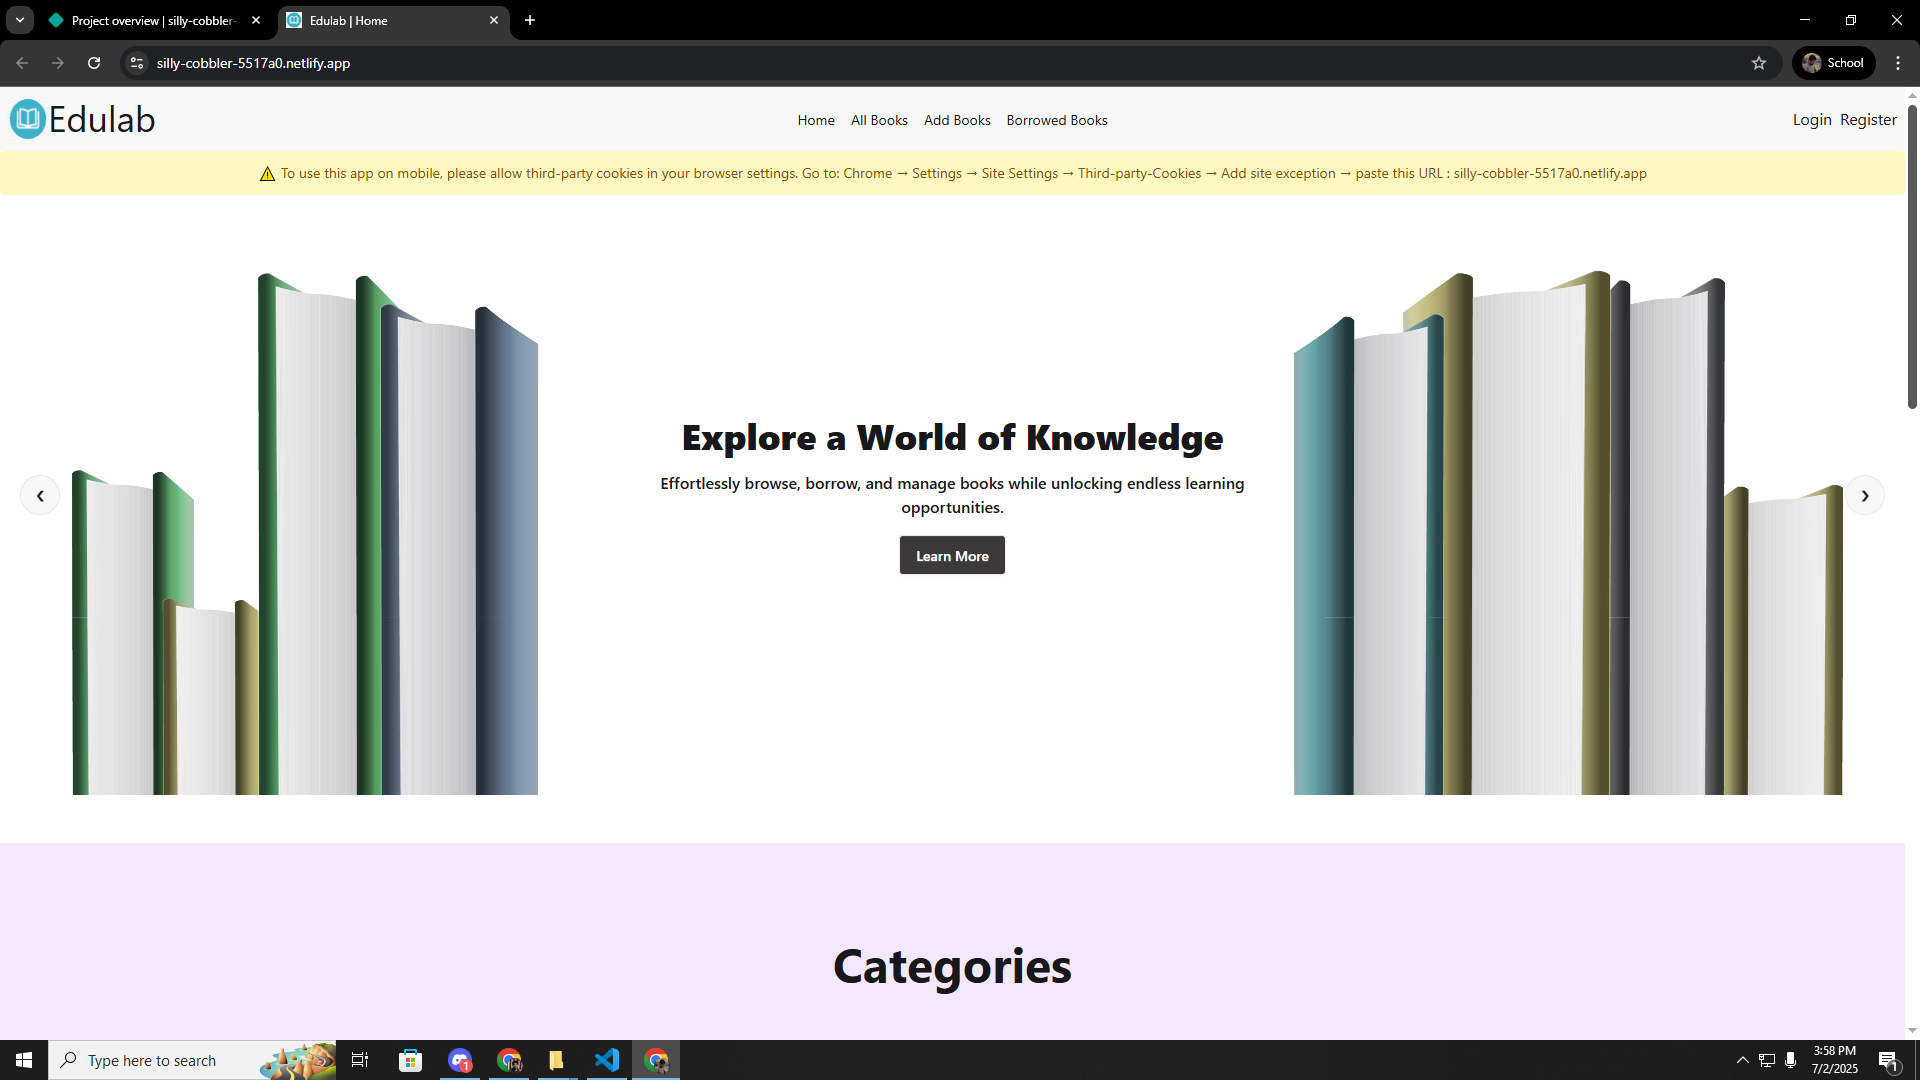 Project overview | silly-cobbler-
Edulab | Home
silly-cobbler-5517a0.netlify.app
School
Edulab
Home
All Books
Add Books
Borrowed Books
Login
Register
To use this app on mobile, please allow third-party cookies in your browser settings. Go to: Chrome → Settings → Site Settings → Third-party-Cookies → Add site exception → paste this URL : silly-cobbler-5517a0.netlify.app
Explore a World of Knowledge
Effortlessly browse, borrow, and manage books while unlocking endless learning
opportunities.
Learn More
Categories
Type here to search
1
3:58 PM
7/2/2025
1